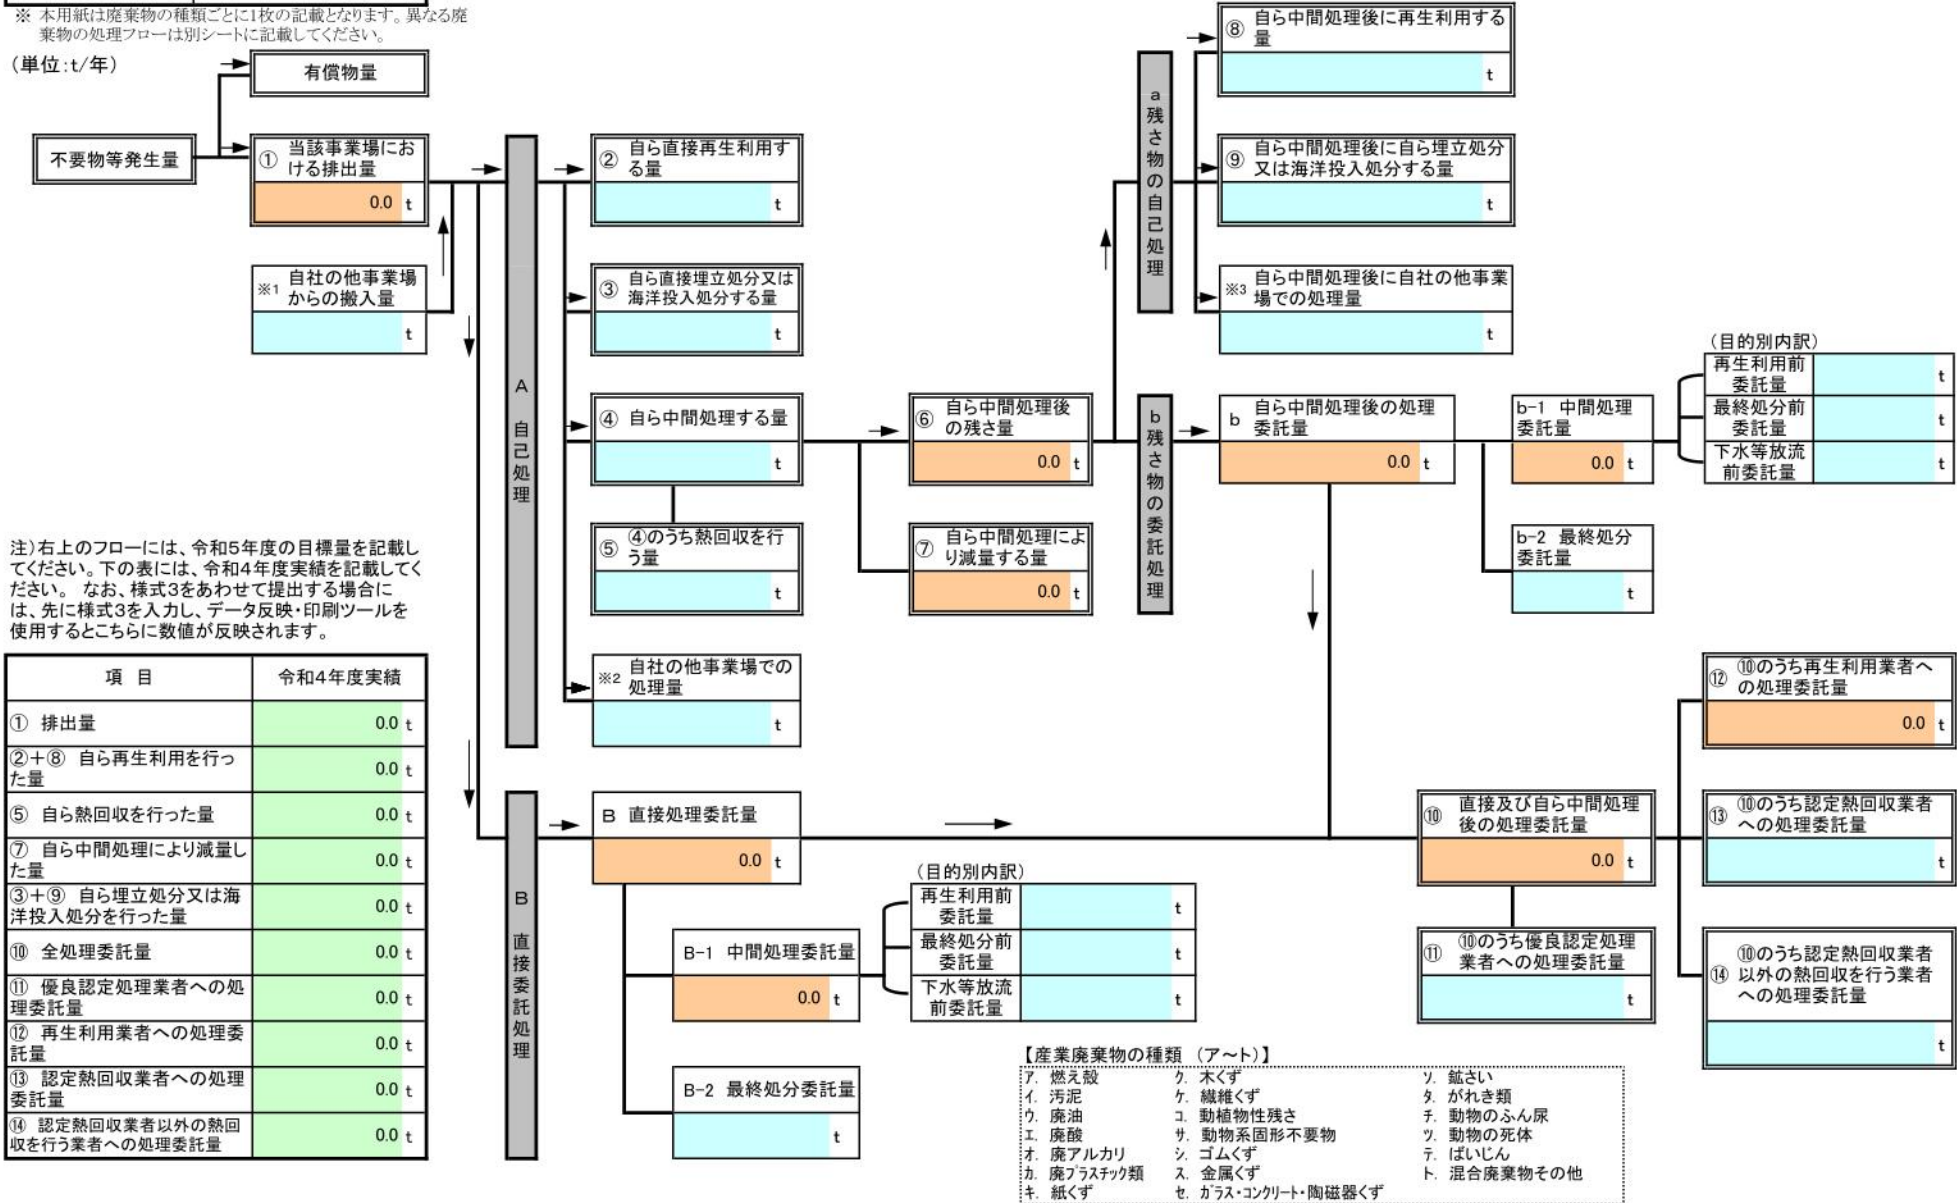 ※ 本用紙は廃棄物の種類ごとに1枚の記載となります。異なる廃
棄物の処理フローは別シートに記載してください。
(単位:t/年)
有償物量
不要物等発生量
① 当該事業場にお
ける排出量
0.0 t
※1 自社の他事業場
からの搬入量
t
A 自己処理
② 自ら直接再生利用す
る量
t
③ 自ら直接埋立処分又は
海洋投入処分する量
t
④ 自ら中間処理する量
t
⑤ ④のうち熱回収を行
う量
t
※2 自社の他事業場での
処理量
t
⑥ 自ら中間処理後
の残さ量
0.0 t
⑦ 自ら中間処理によ
り減量する量
0.0 t
a 残さ物の自己処理
⑧ 自ら中間処理後に再生利用する
量
t
⑨ 自ら中間処理後に自ら埋立処分
又は海洋投入処分する量
t
※3 自ら中間処理後に自社の他事業
場での処理量
t
b 残さ物の委託処理
b 自ら中間処理後の処理
委託量
0.0 t
b-1 中間処理
委託量
0.0 t
(目的別内訳)
再生利用前
委託量
t
最終処分前
委託量
t
下水等放流
前委託量
t
b-2 最終処分
委託量
t
注)右上のフローには、令和5年度の目標量を記載し
てください。下の表には、令和4年度実績を記載してく
ださい。 なお、様式3をあわせて提出する場合に
は、先に様式3を入力し、データ反映・印刷ツールを
使用するとこちらに数値が反映されます。
項 目 令和4年度実績
① 排出量 0.0 t
②+⑧ 自ら再生利用を行っ
た量 0.0 t
⑤ 自ら熱回収を行った量 0.0 t
⑦ 自ら中間処理により減量し
た量 0.0 t
③+⑨ 自ら埋立処分又は海
洋投入処分を行った量 0.0 t
⑩ 全処理委託量 0.0 t
⑪ 優良認定処理業者への処
理委託量 0.0 t
⑫ 再生利用業者への処理委
託量 0.0 t
⑬ 認定熱回収業者への処理
委託量 0.0 t
⑭ 認定熱回収業者以外の熱回
収を行う業者への処理委託量 0.0 t
B 直接委託処理
B 直接処理委託量
0.0 t
B-1 中間処理委託量
0.0 t
(目的別内訳)
再生利用前
委託量
t
最終処分前
委託量
t
下水等放流
前委託量
t
B-2 最終処分委託量
t
⑩ 直接及び自ら中間処理
後の処理委託量
0.0 t
⑪ ⑩のうち優良認定処理
業者への処理委託量
t
⑫ ⑩のうち再生利用業者へ
の処理委託量
0.0 t
⑬ ⑩のうち認定熱回収業者
への処理委託量
t
⑭ ⑩のうち認定熱回収業者
以外の熱回収を行う業者
への処理委託量
t
【産業廃棄物の種類 (ア~ト)】
ア. 燃え殻 ク. 木くず ソ. 鉱さい
イ. 汚泥 ケ. 繊維くず タ. がれき類
ウ. 廃油 コ. 動植物性残さ チ. 動物のふん尿
エ. 廃酸 サ. 動物系固形不要物 ツ. 動物の死体
オ. 廃アルカリ シ. ゴムくず テ. ばいじん
カ. 廃プラスチック類 ス. 金属くず ト. 混合廃棄物その他
キ. 紙くず セ. ガラス・コンクリート・陶磁器くず